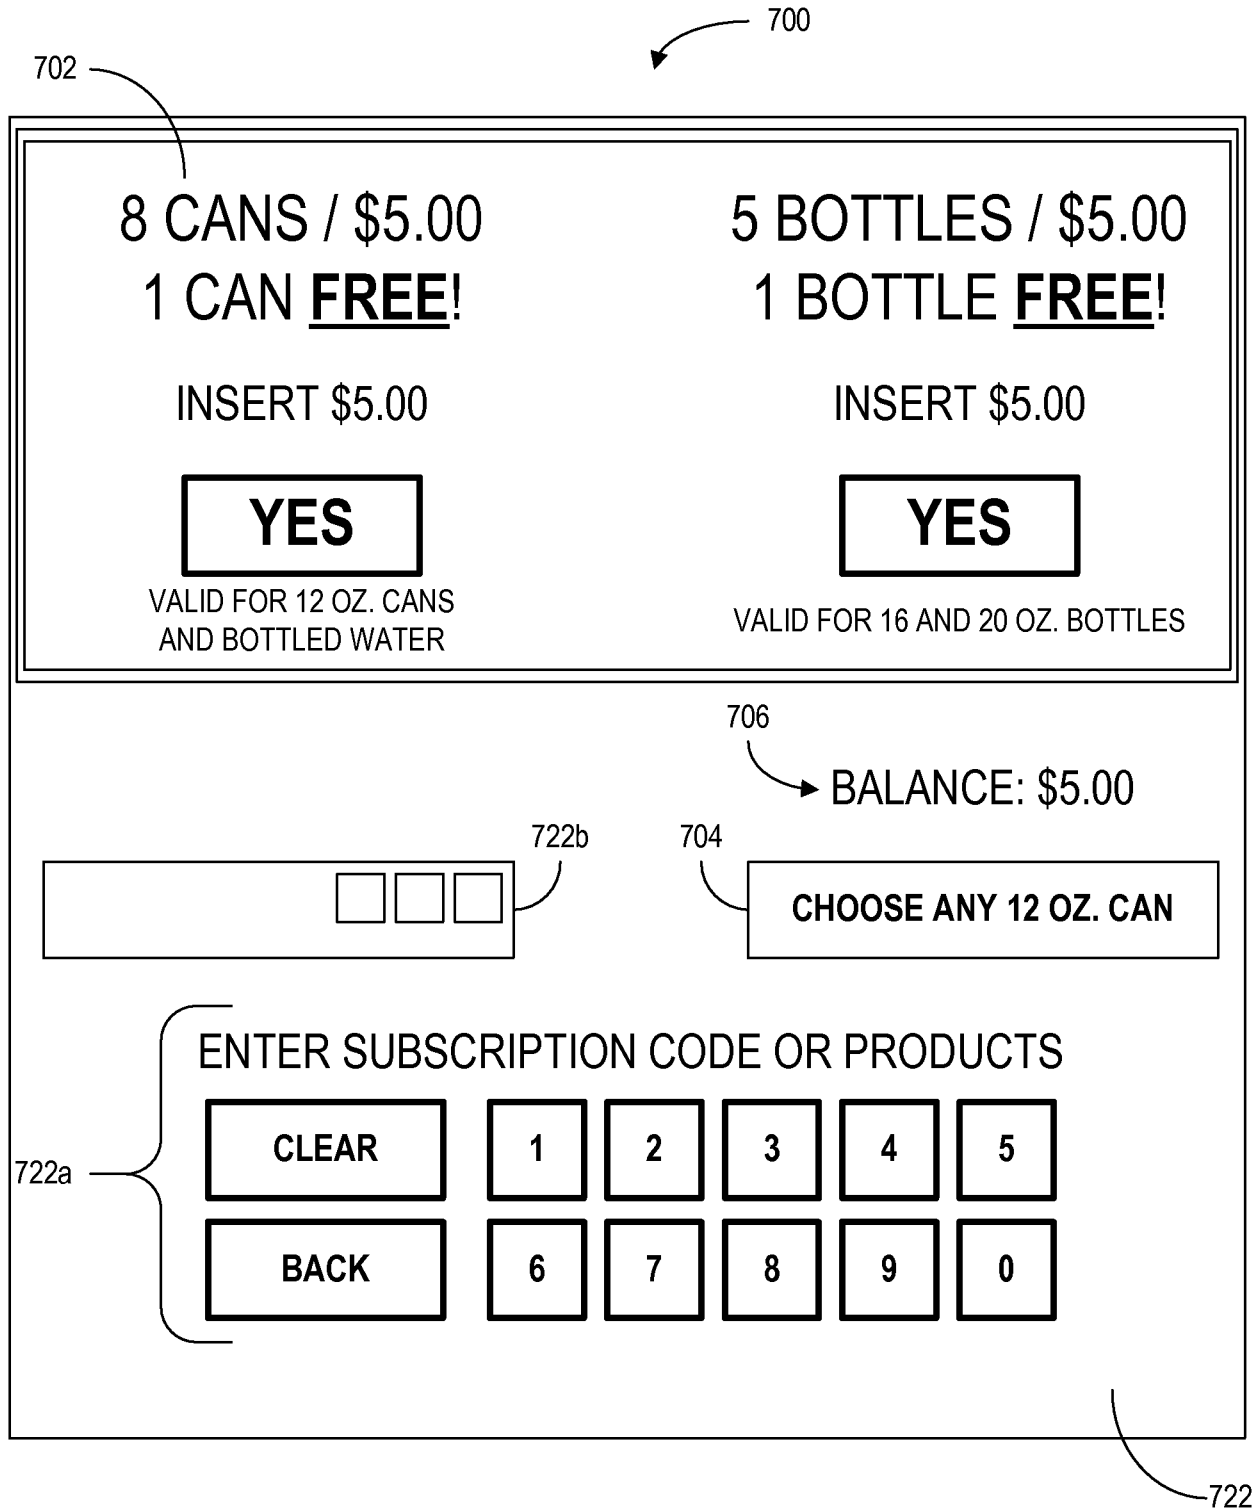 700
702
8 CANS / $5.00
1 CAN FREE!
INSERT $5.00
YES
VALID FOR 12 OZ. CANS
AND BOTTLED WATER
5 BOTTLES / $5.00
1 BOTTLE FREE!
INSERT $5.00
YES
VALID FOR 16 AND 20 OZ. BOTTLES
706
BALANCE: $5.00
722b
704
CHOOSE ANY 12 OZ. CAN
ENTER SUBSCRIPTION CODE OR PRODUCTS
722a
CLEAR 1 2 3 4 5
BACK 6 7 8 9 0
722